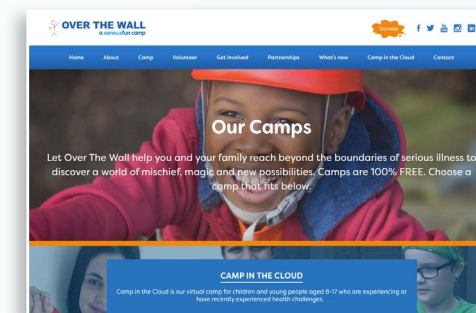 OVER THE WALL
a seriousfun camp
Donate
Home About Camp Volunteer Get involved Partnerships What's new Camp in the Cloud Contact
Our Camps
Let Over The Wall help you and your family reach beyond the boundaries of serious illness to
discover a world of mischief, magic and new possibilities. Camps are 100% FREE. Choose a
camp that fits below.
CAMP IN THE CLOUD
Camp in the Cloud is our virtual camp for children and young people aged 8-17 who are experiencing or
have recently experienced health challenges.